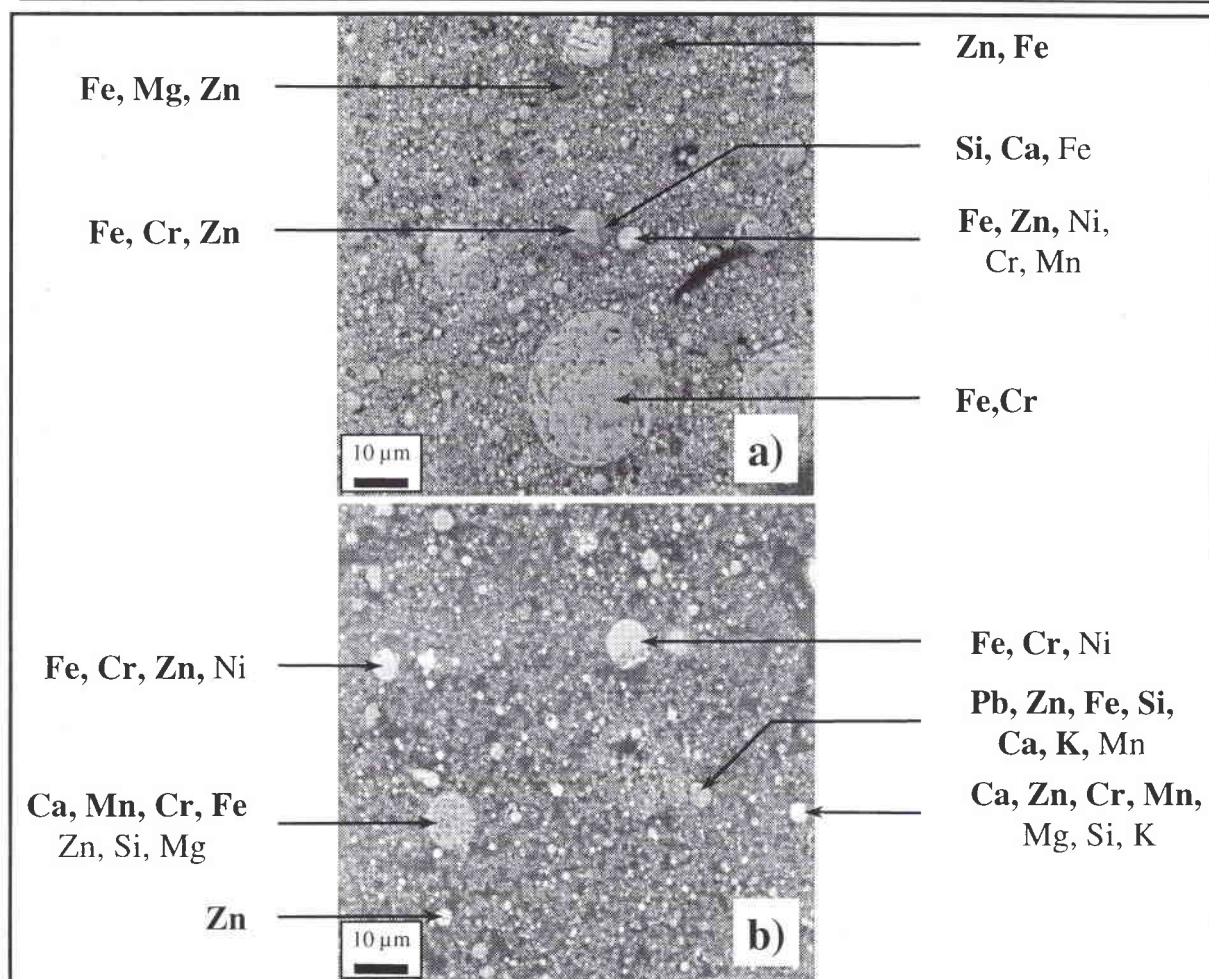 Zn, Fe
Fe, Mg, Zn
Si, Ca, Fe
Fe, Cr, Zn
Fe, Zn, Ni,
Cr, Mn
Fe,Cr
10 µm
a)
Fe, Cr, Ni
Fe, Cr, Zn, Ni
Pb, Zn, Fe, Si,
Ca, K, Mn
Ca, Mn, Cr, Fe
Zn, Si, Mg
Ca, Zn, Cr, Mn,
Mg, Si, K
Zn
10 µm
b)